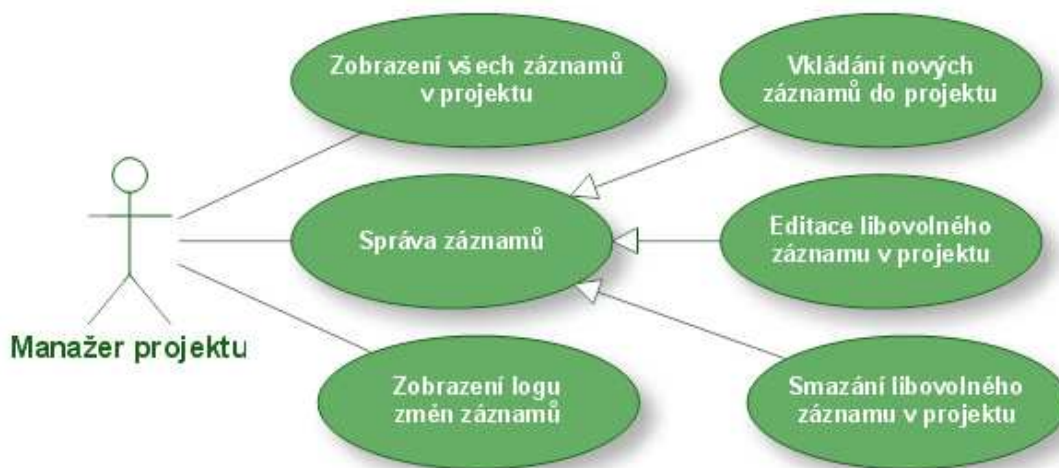 Zobrazení všech záznamů
v projektu
Vkládání nových
záznamů do projektu
Správa záznamů
Editace libovolného
záznamu v projektu
Manažer projektu
Zobrazení logu
změn záznamů
Smazání libovolného
záznamu v projektu